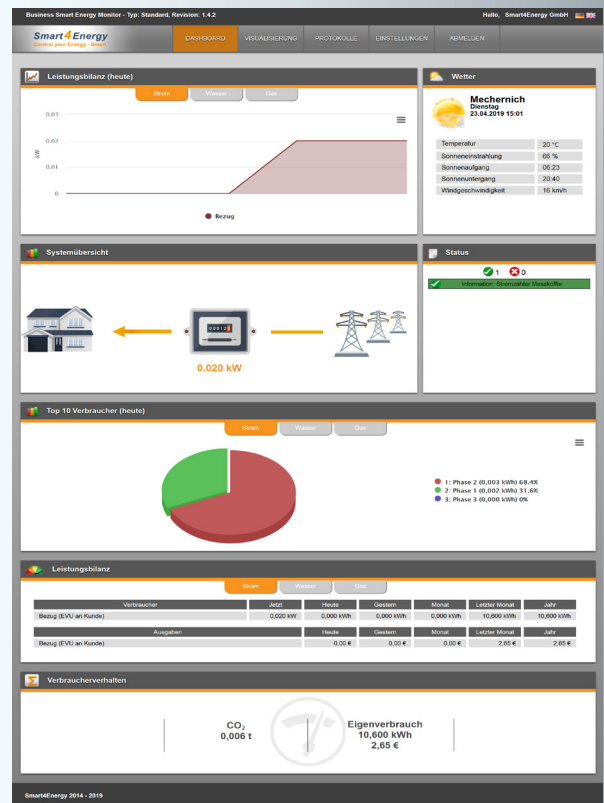 Business Smart Energy Monitor - Typ: Standard, Revision: 1.4.2
Hallo, Smart4Energy GmbH
Smart4Energy
Control your Energy - Smart
DASHBOARD VISUALISIERUNG PROTOKOLLE EINSTELLUNGEN ABMELDEN
Leistungsbilanz (heute)
Strom Wasser Gas
0.03
0.02
kW
0.01
0
Bezug
Wetter
Mechernich
Dienstag
23.04.2019 15:01
Temperatur 20 °C
Sonneneinstrahlung 66 %
Sonnenaufgang 06:23
Sonnenuntergang 20:40
Windgeschwindigkeit 16 km/h
Systemübersicht
0.020 kW
Status
1 0
Information: Stromzähler Messkoffer
Top 10 Verbraucher (heute)
Strom Wasser Gas
1: Phase 2 (0,003 kWh) 68.4%
2: Phase 1 (0,002 kWh) 31.6%
3: Phase 3 (0,000 kWh) 0%
Leistungsbilanz
Strom Wasser Gas
Verbraucher Jetzt Heute Gestern Monat Letzter Monat Jahr
Bezug (EVU an Kunde) 0,020 kW 0,000 kWh 0,000 kWh 0,000 kWh 10,600 kWh 10,600 kWh
Ausgaben Heute Gestern Monat Letzter Monat Jahr
Bezug (EVU an Kunde) 0,00 € 0,00 € 0,00 € 2,65 € 2,65 €
Verbraucherverhalten
CO₂
0,006 t
Eigenverbrauch
10,600 kWh
2,65 €
Smart4Energy 2014 - 2019